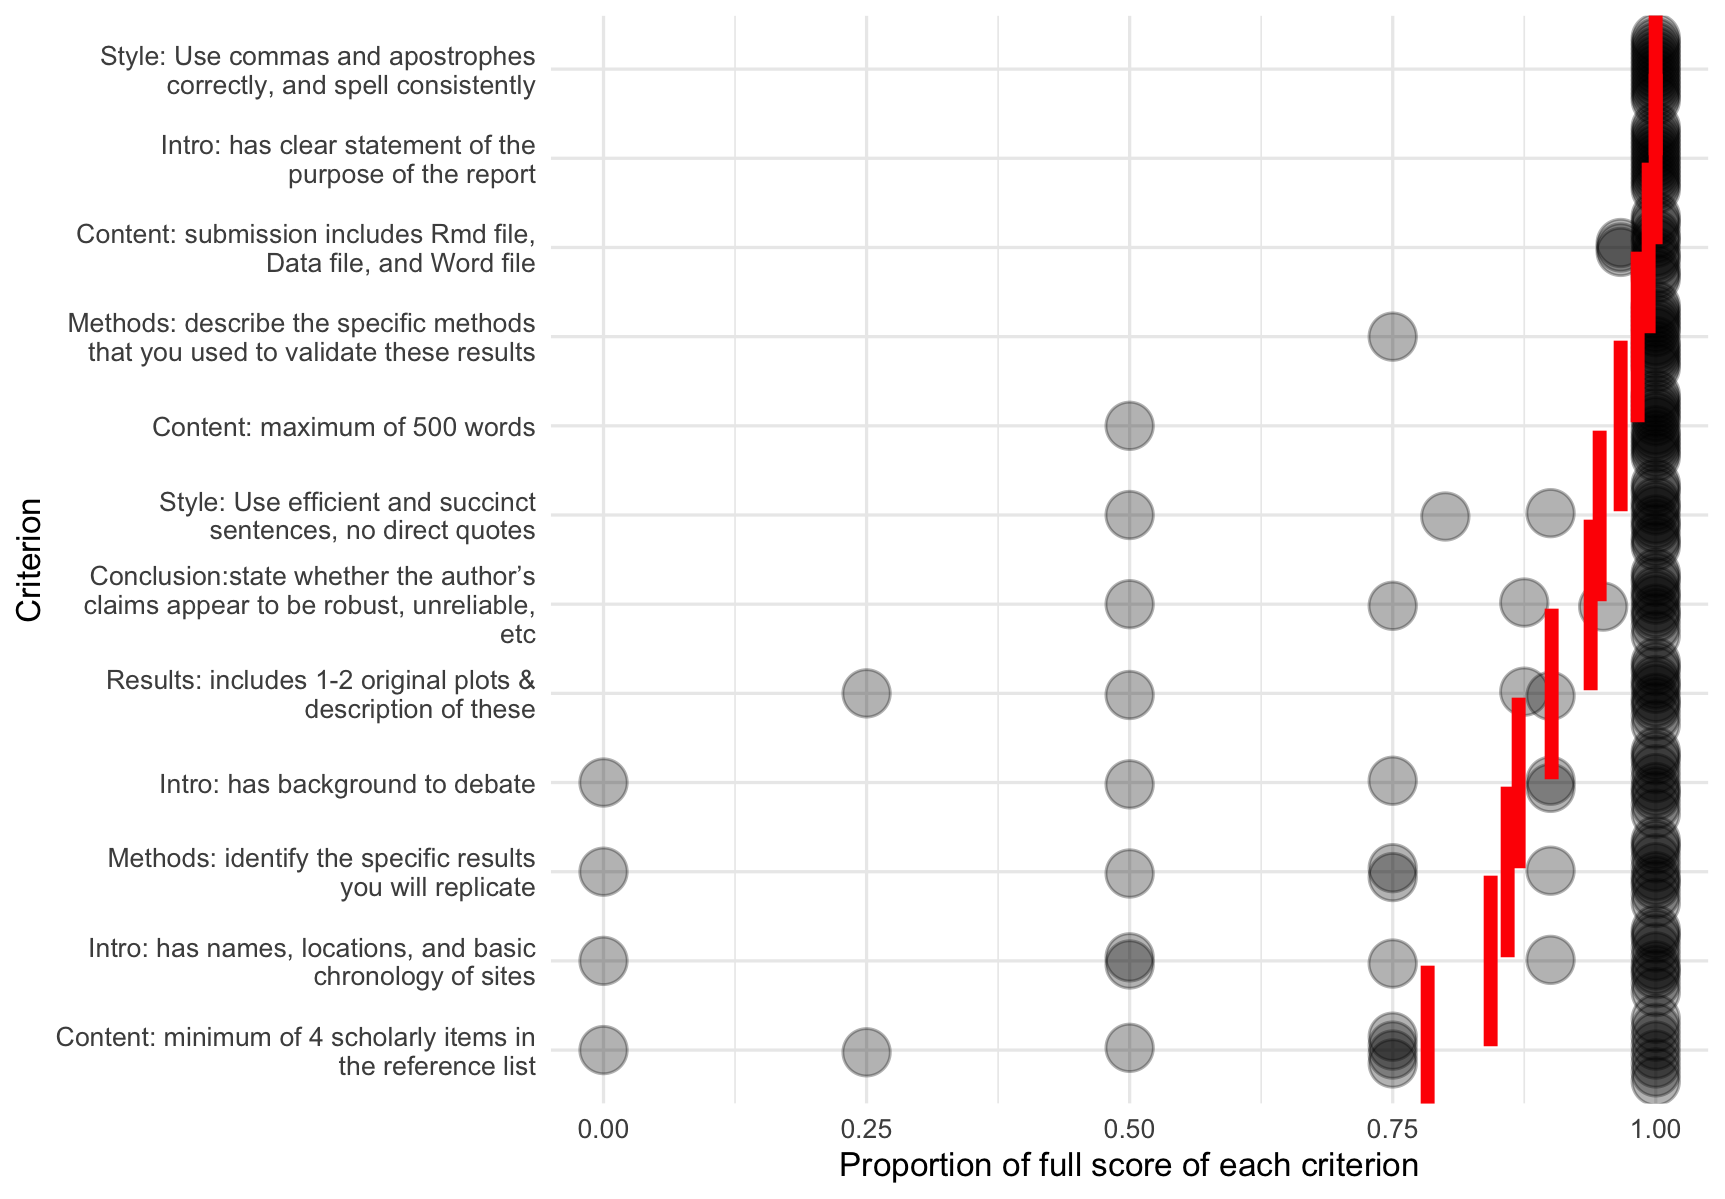 Style: Use commas and apostrophes
correctly, and spell consistently
Intro: has clear statement of the
purpose of the report
Content: submission includes Rmd file,
Data file, and Word file
Methods: describe the specific methods
that you used to validate these results
Content: maximum of 500 words
Style: Use efficient and succinct
sentences, no direct quotes
Conclusion:state whether the author’s
claims appear to be robust, unreliable,
etc
Results: includes 1-2 original plots &
description of these
Intro: has background to debate
Methods: identify the specific results
you will replicate
Intro: has names, locations, and basic
chronology of sites
Content: minimum of 4 scholarly items in
the reference list
Criterion
0.00 0.25 0.50 0.75 1.00
Proportion of full score of each criterion